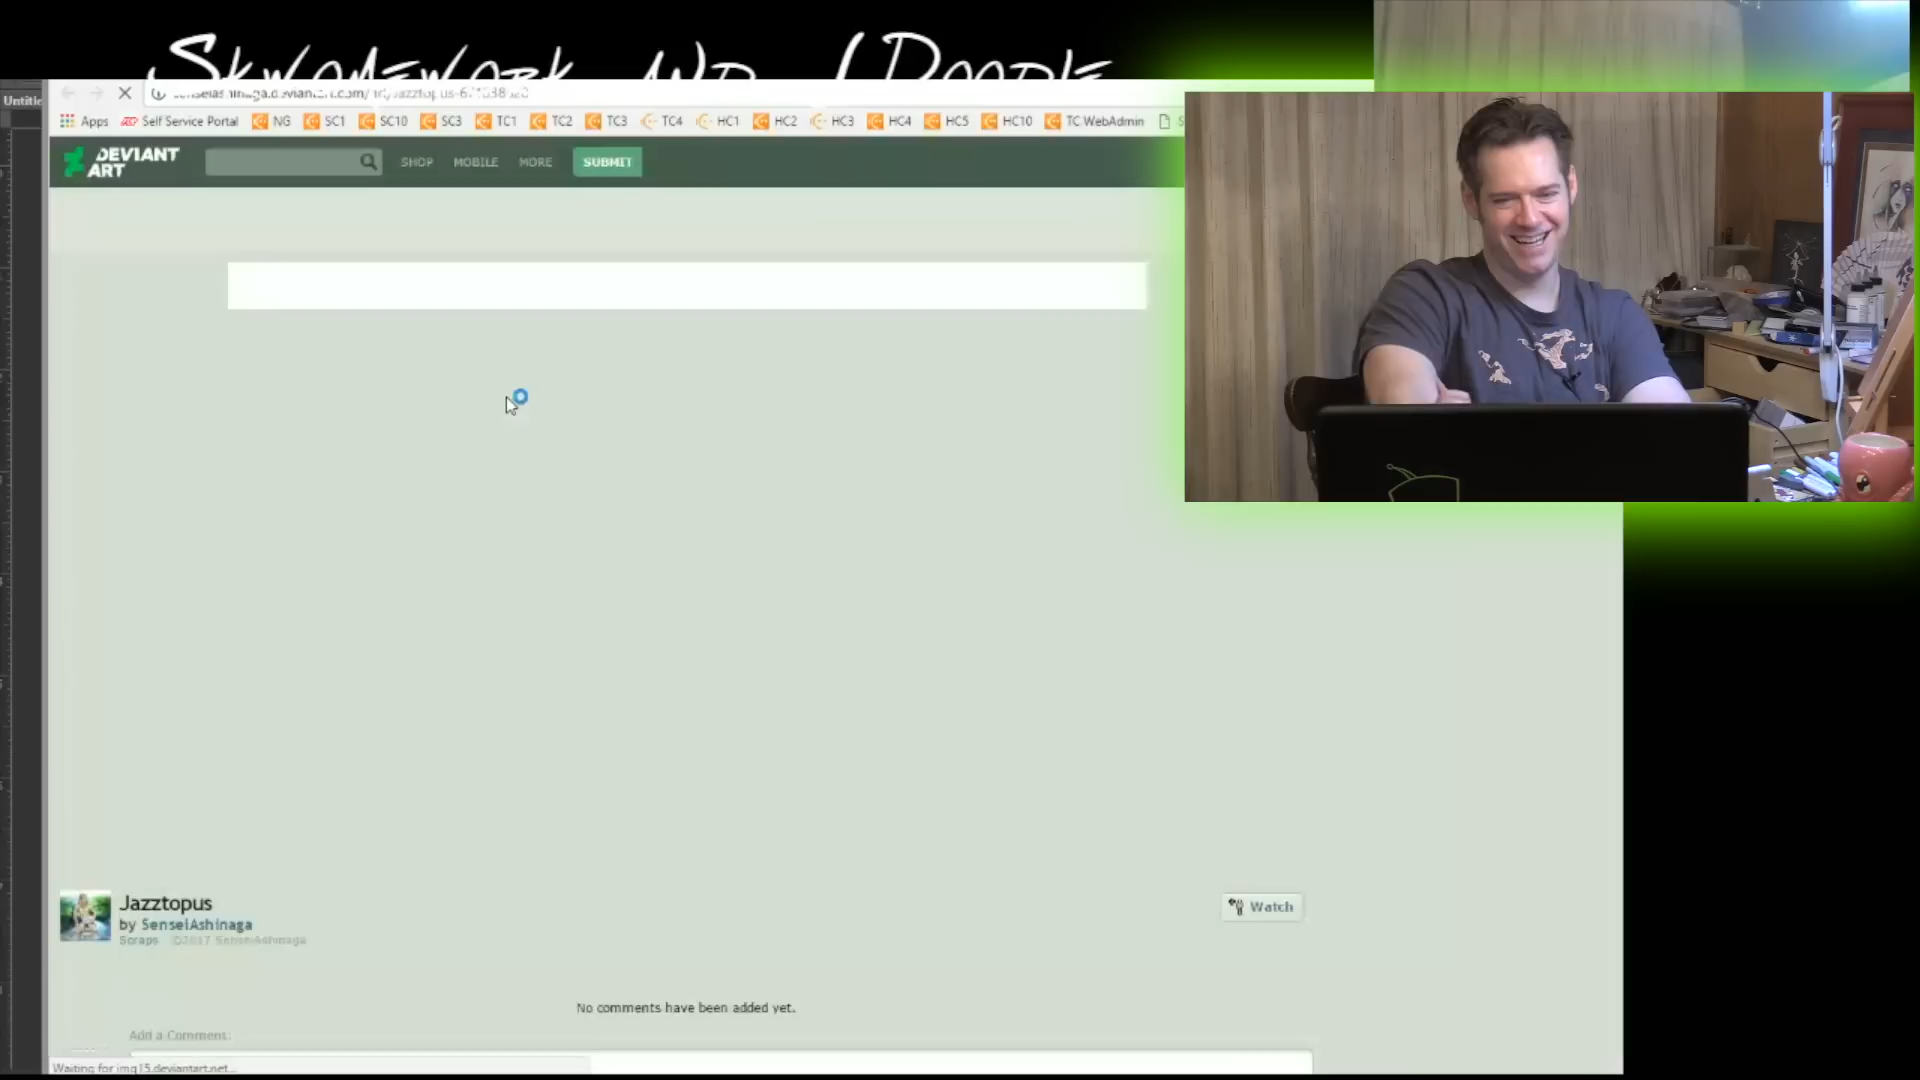 Untitle
Apps Self Service Portal NG SC1 SC10 SC3 TC1 TC2 TC3 TC4 HC1 HC2 HC3 HC4 HC5 HC10 TC WebAdmin S
DEVIANT
ART
SHOP MOBILE MORE SUBMIT
Jazztopus
by SenseiAshinaga
Scraps ©2017 SenseiAshinaga
Watch
No comments have been added yet.
Add a Comment:
Waiting for img15.deviantart.net...